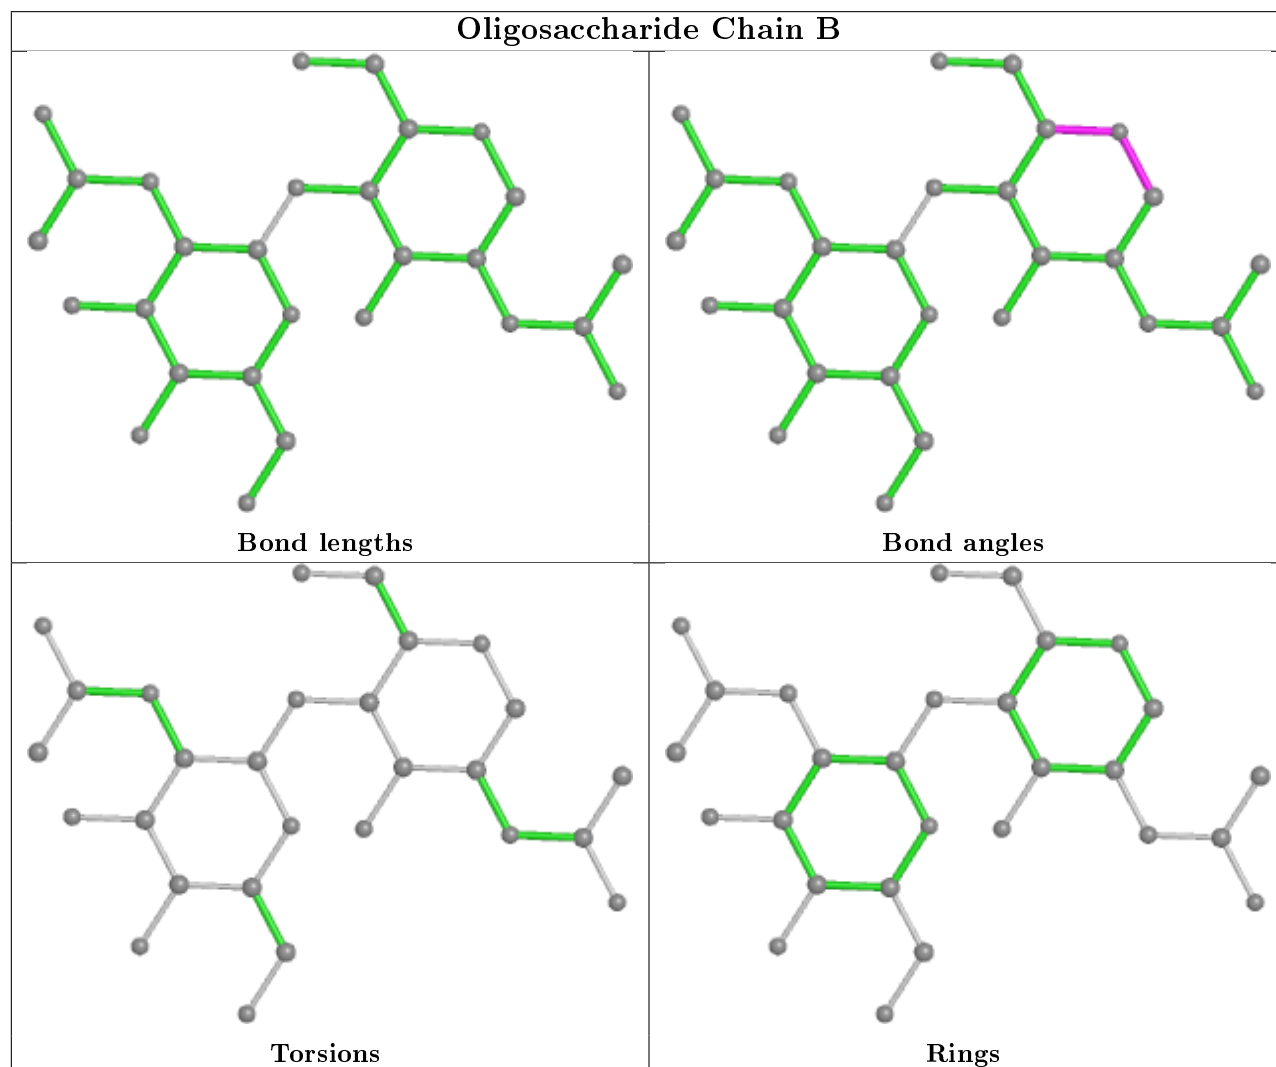 Oligosaccharide Chain B
Bond lengths
Bond angles
Torsions
Rings